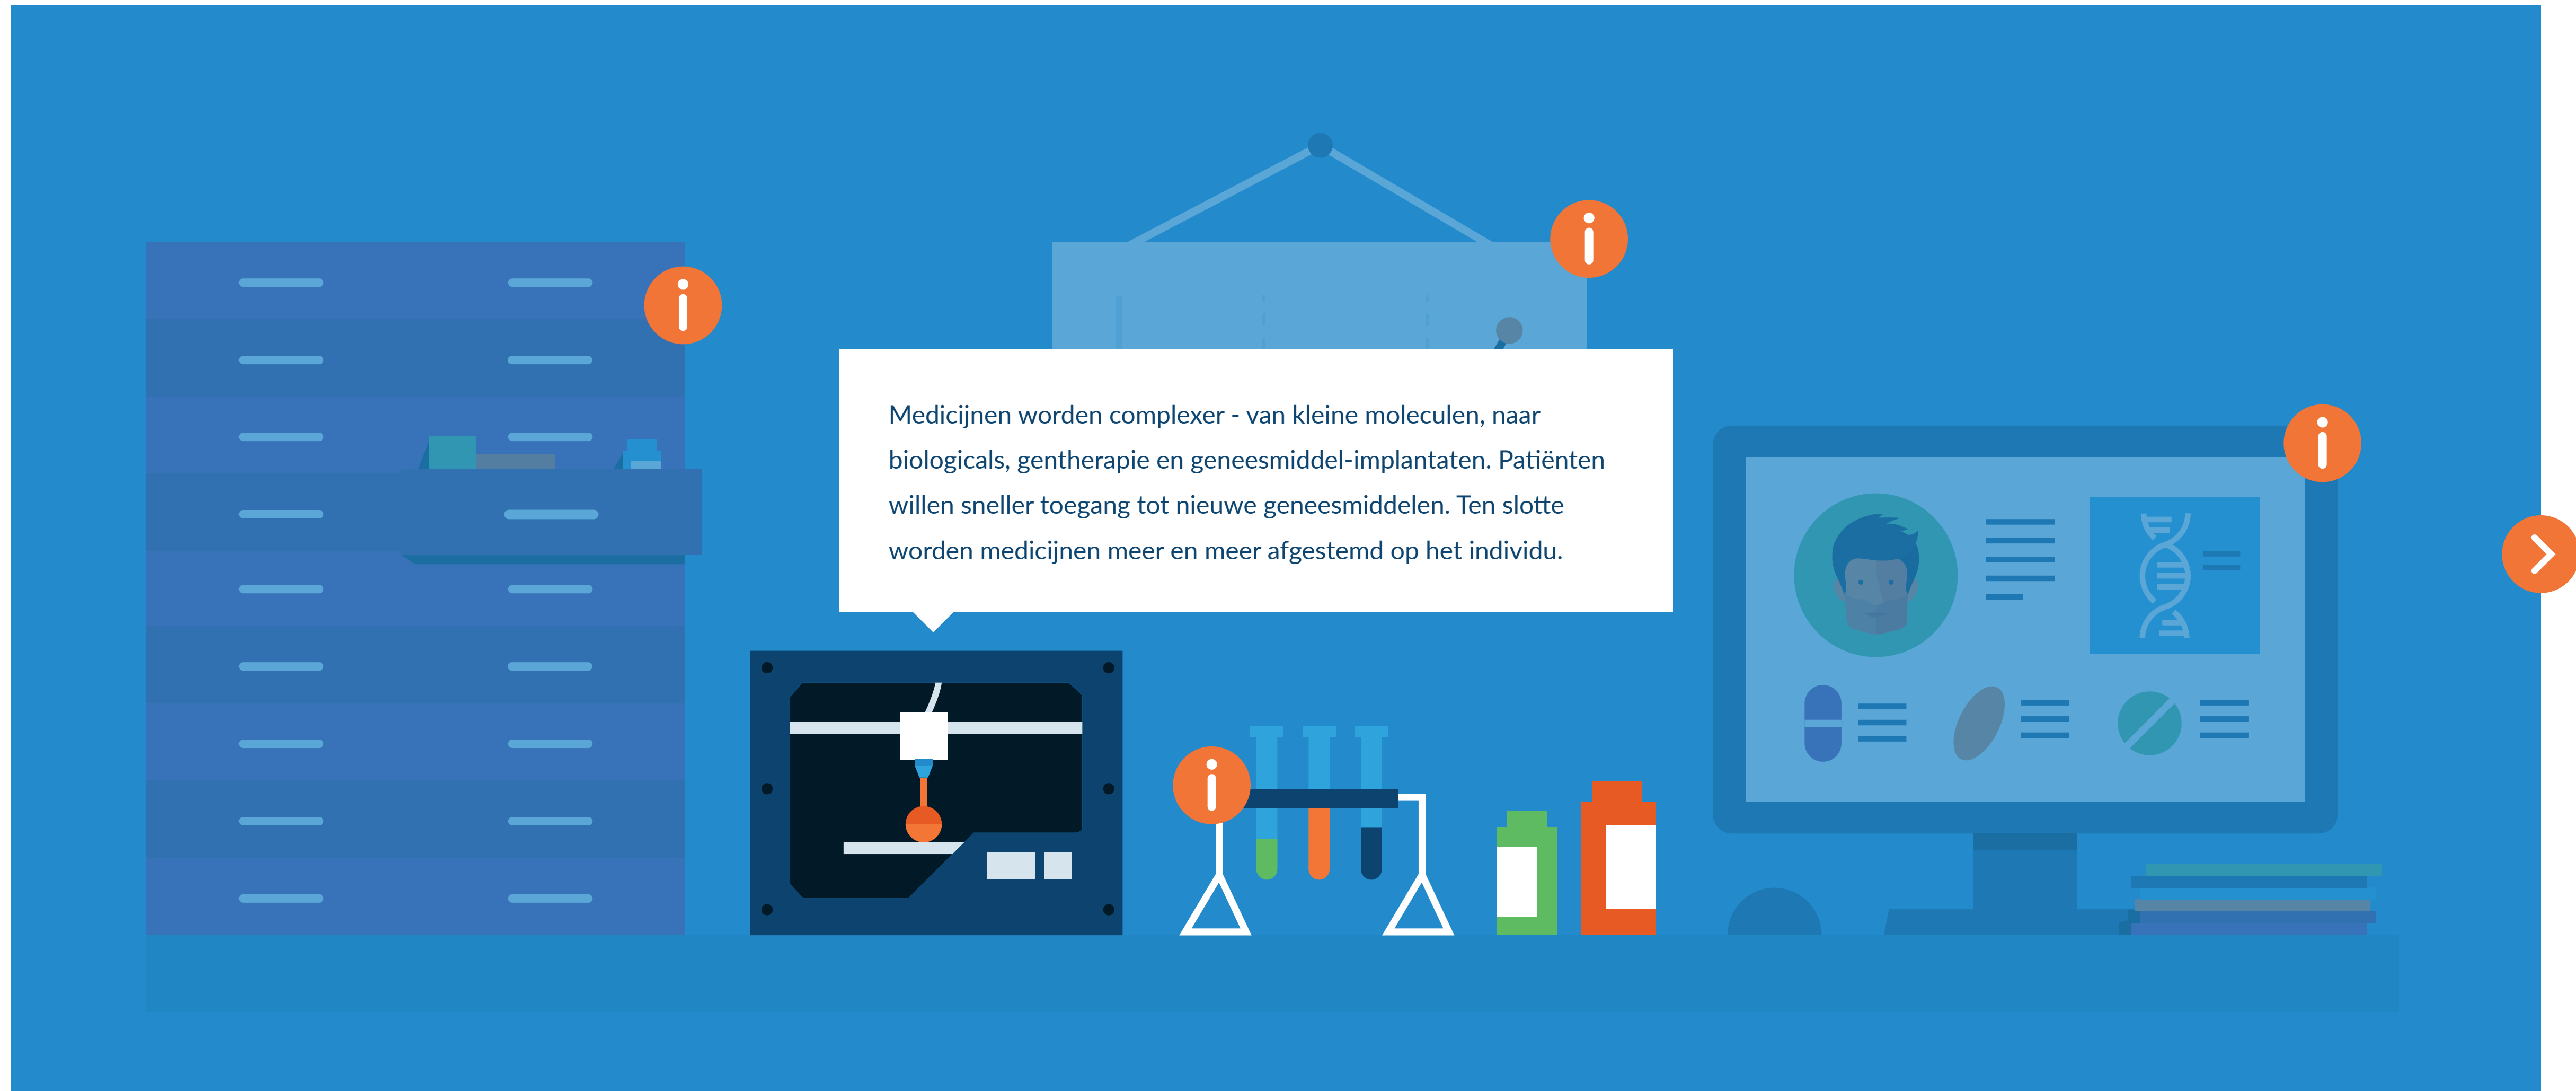 Medicijnen worden complexer - van kleine moleculen, naar
biologicals, gentherapie en geneesmiddel-implantaten. Patiënten
willen sneller toegang tot nieuwe geneesmiddelen. Ten slotte
worden medicijnen meer en meer afgestemd op het individu.